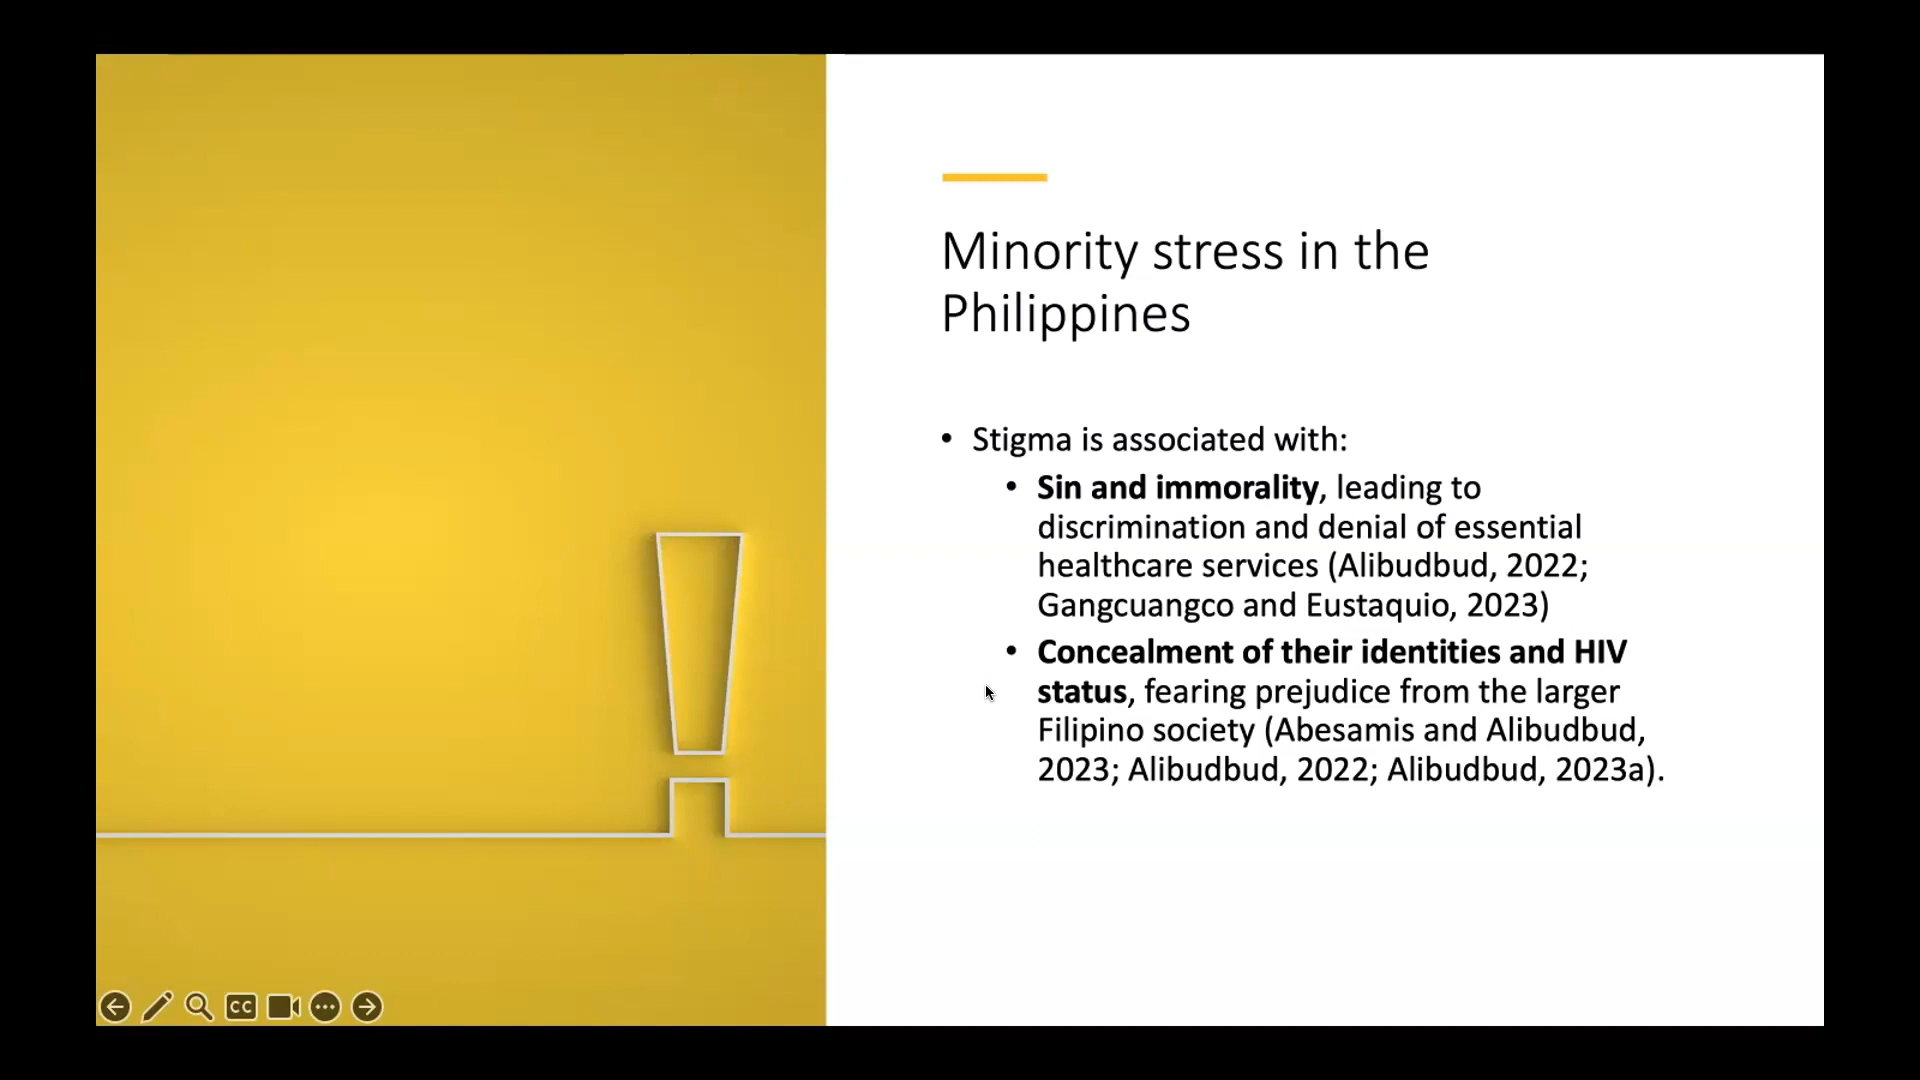 Minority stress in the
Philippines
• Stigma is associated with:
• Sin and immorality, leading to
discrimination and denial of essential
healthcare services (Alibudbud, 2022;
Gangcuangco and Eustaquio, 2023)
• Concealment of their identities and HIV
status, fearing prejudice from the larger
Filipino society (Abesamis and Alibudbud,
2023; Alibudbud, 2022; Alibudbud, 2023a).
CC